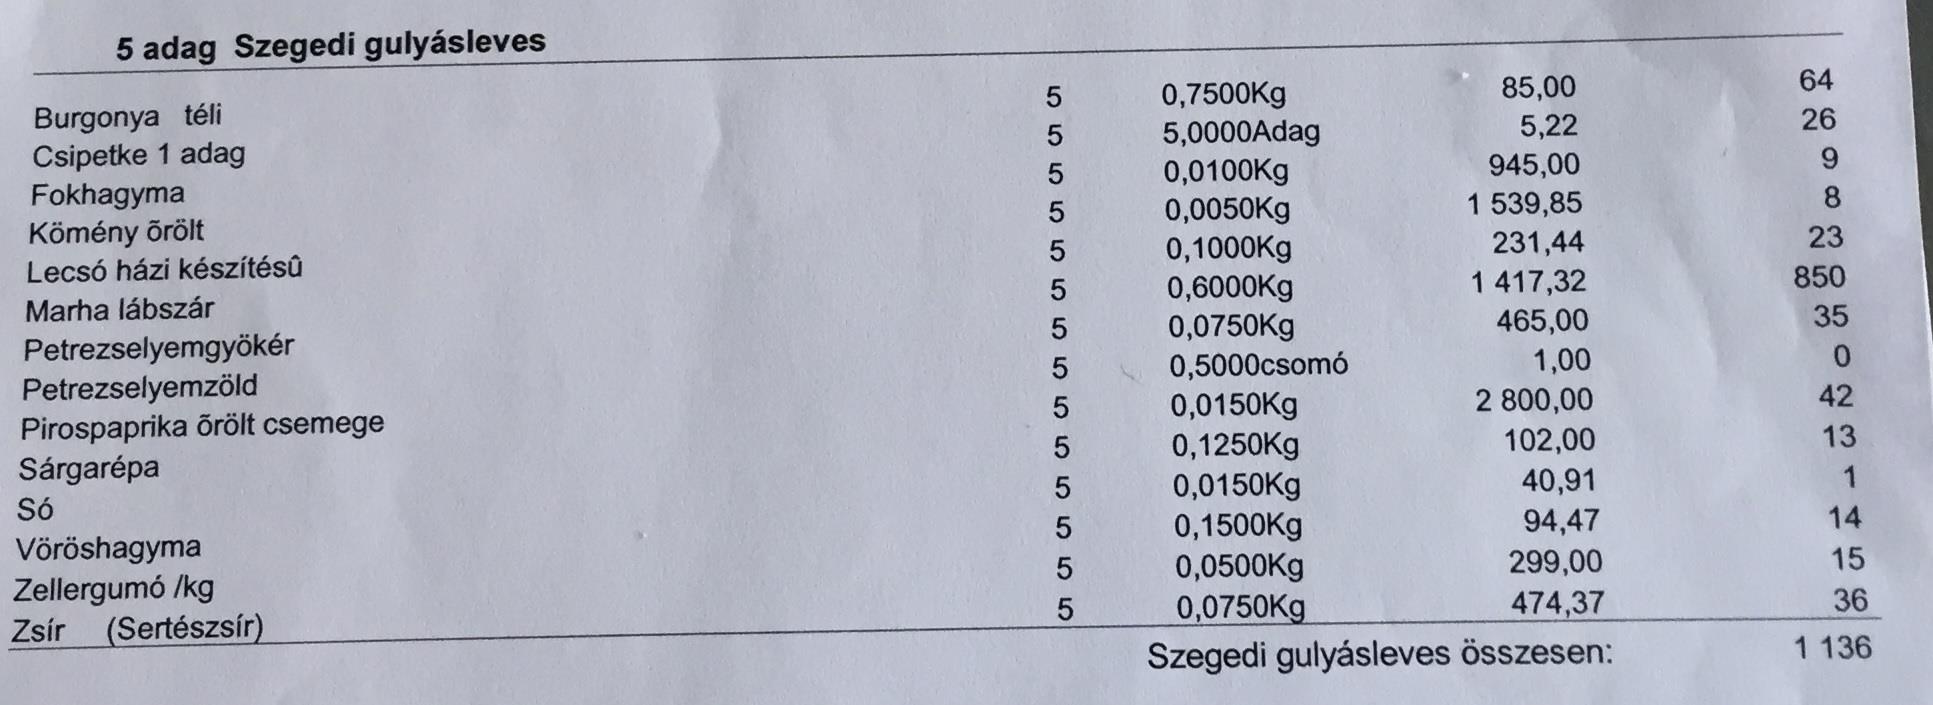 5 adag Szegedi gulyásleves
Burgonya téli 5 0,7500Kg 85,00 64
Csipetke 1 adag 5 5,0000Adag 5,22 26
Fokhagyma 5 0,0100Kg 945,00 9
Kömény õrölt 5 0,0050Kg 1 539,85 8
Lecsó házi készítésû 5 0,1000Kg 231,44 23
Marha lábszár 5 0,6000Kg 1 417,32 850
Petrezselyemgyökér 5 0,0750Kg 465,00 35
Petrezselyemzöld 5 0,5000csomó 1,00 0
Pirospaprika õrölt csemege 5 0,0150Kg 2 800,00 42
Sárgarépa 5 0,1250Kg 102,00 13
Só 5 0,0150Kg 40,91 1
Vöröshagyma 5 0,1500Kg 94,47 14
Zellergumó /kg 5 0,0500Kg 299,00 15
Zsír (Sertészsír) 5 0,0750Kg 474,37 36
Szegedi gulyásleves összesen: 1 136